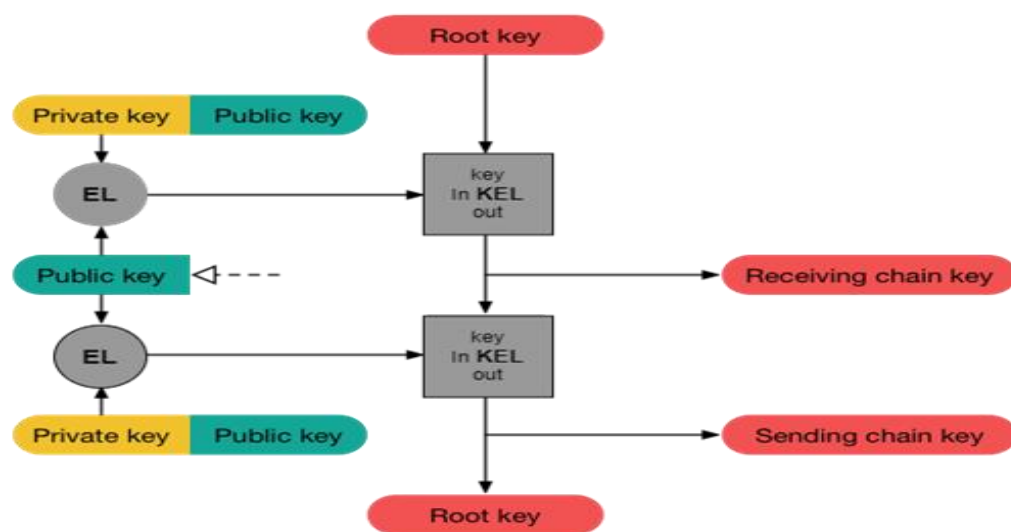 Root key
Private key Public key
EL
key
In KEL
out
Public key
Receiving chain key
EL
key
In KEL
out
Private key Public key
Sending chain key
Root key